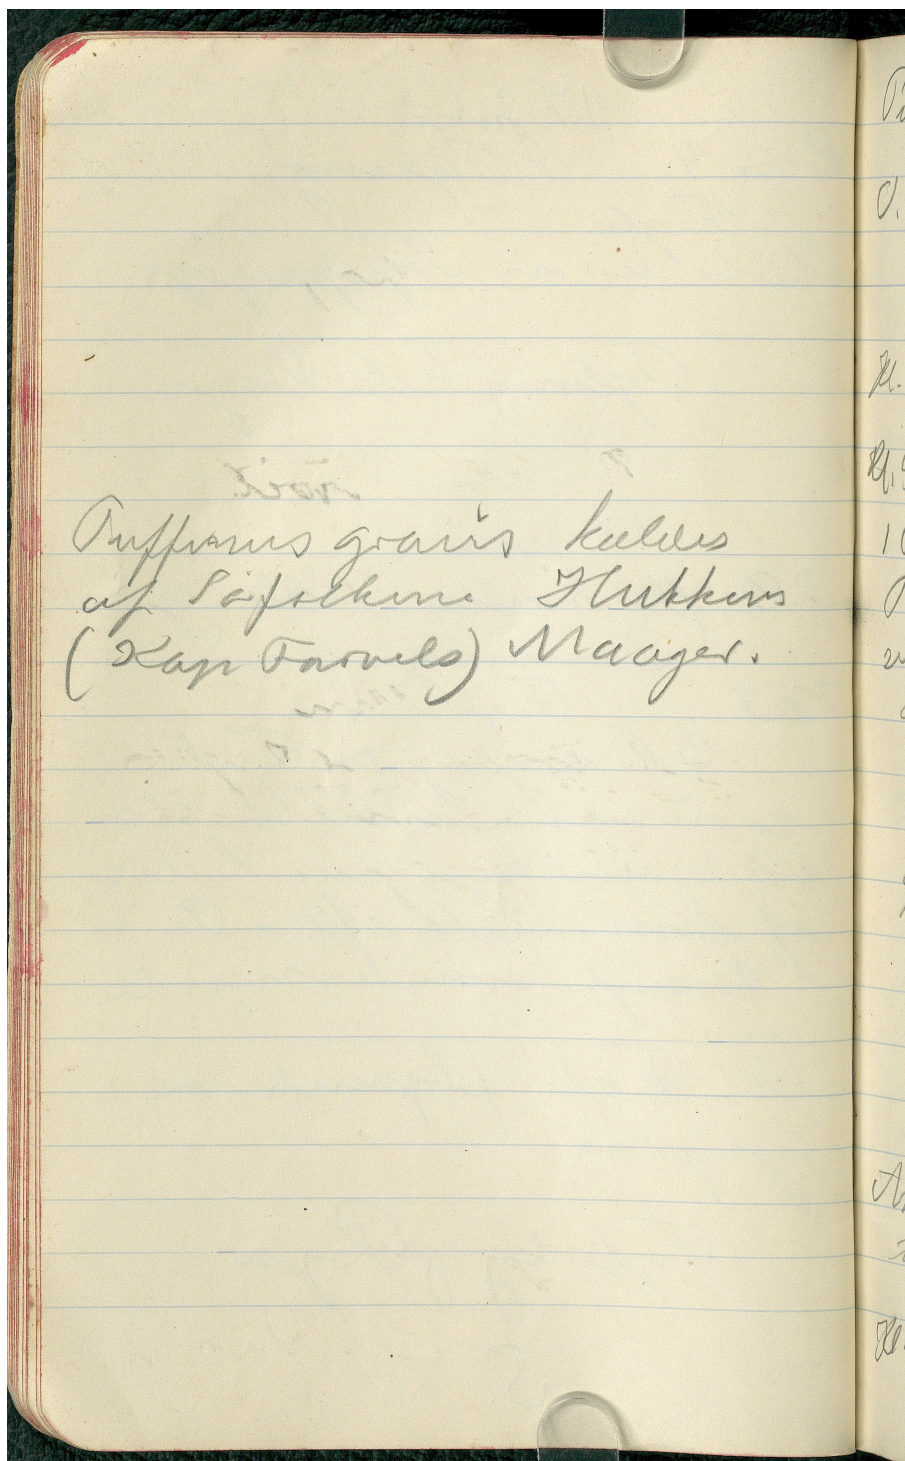 Puffinus gravis kaldes
af Søfolkene Hukkens
(Kap Farvels) Maager.